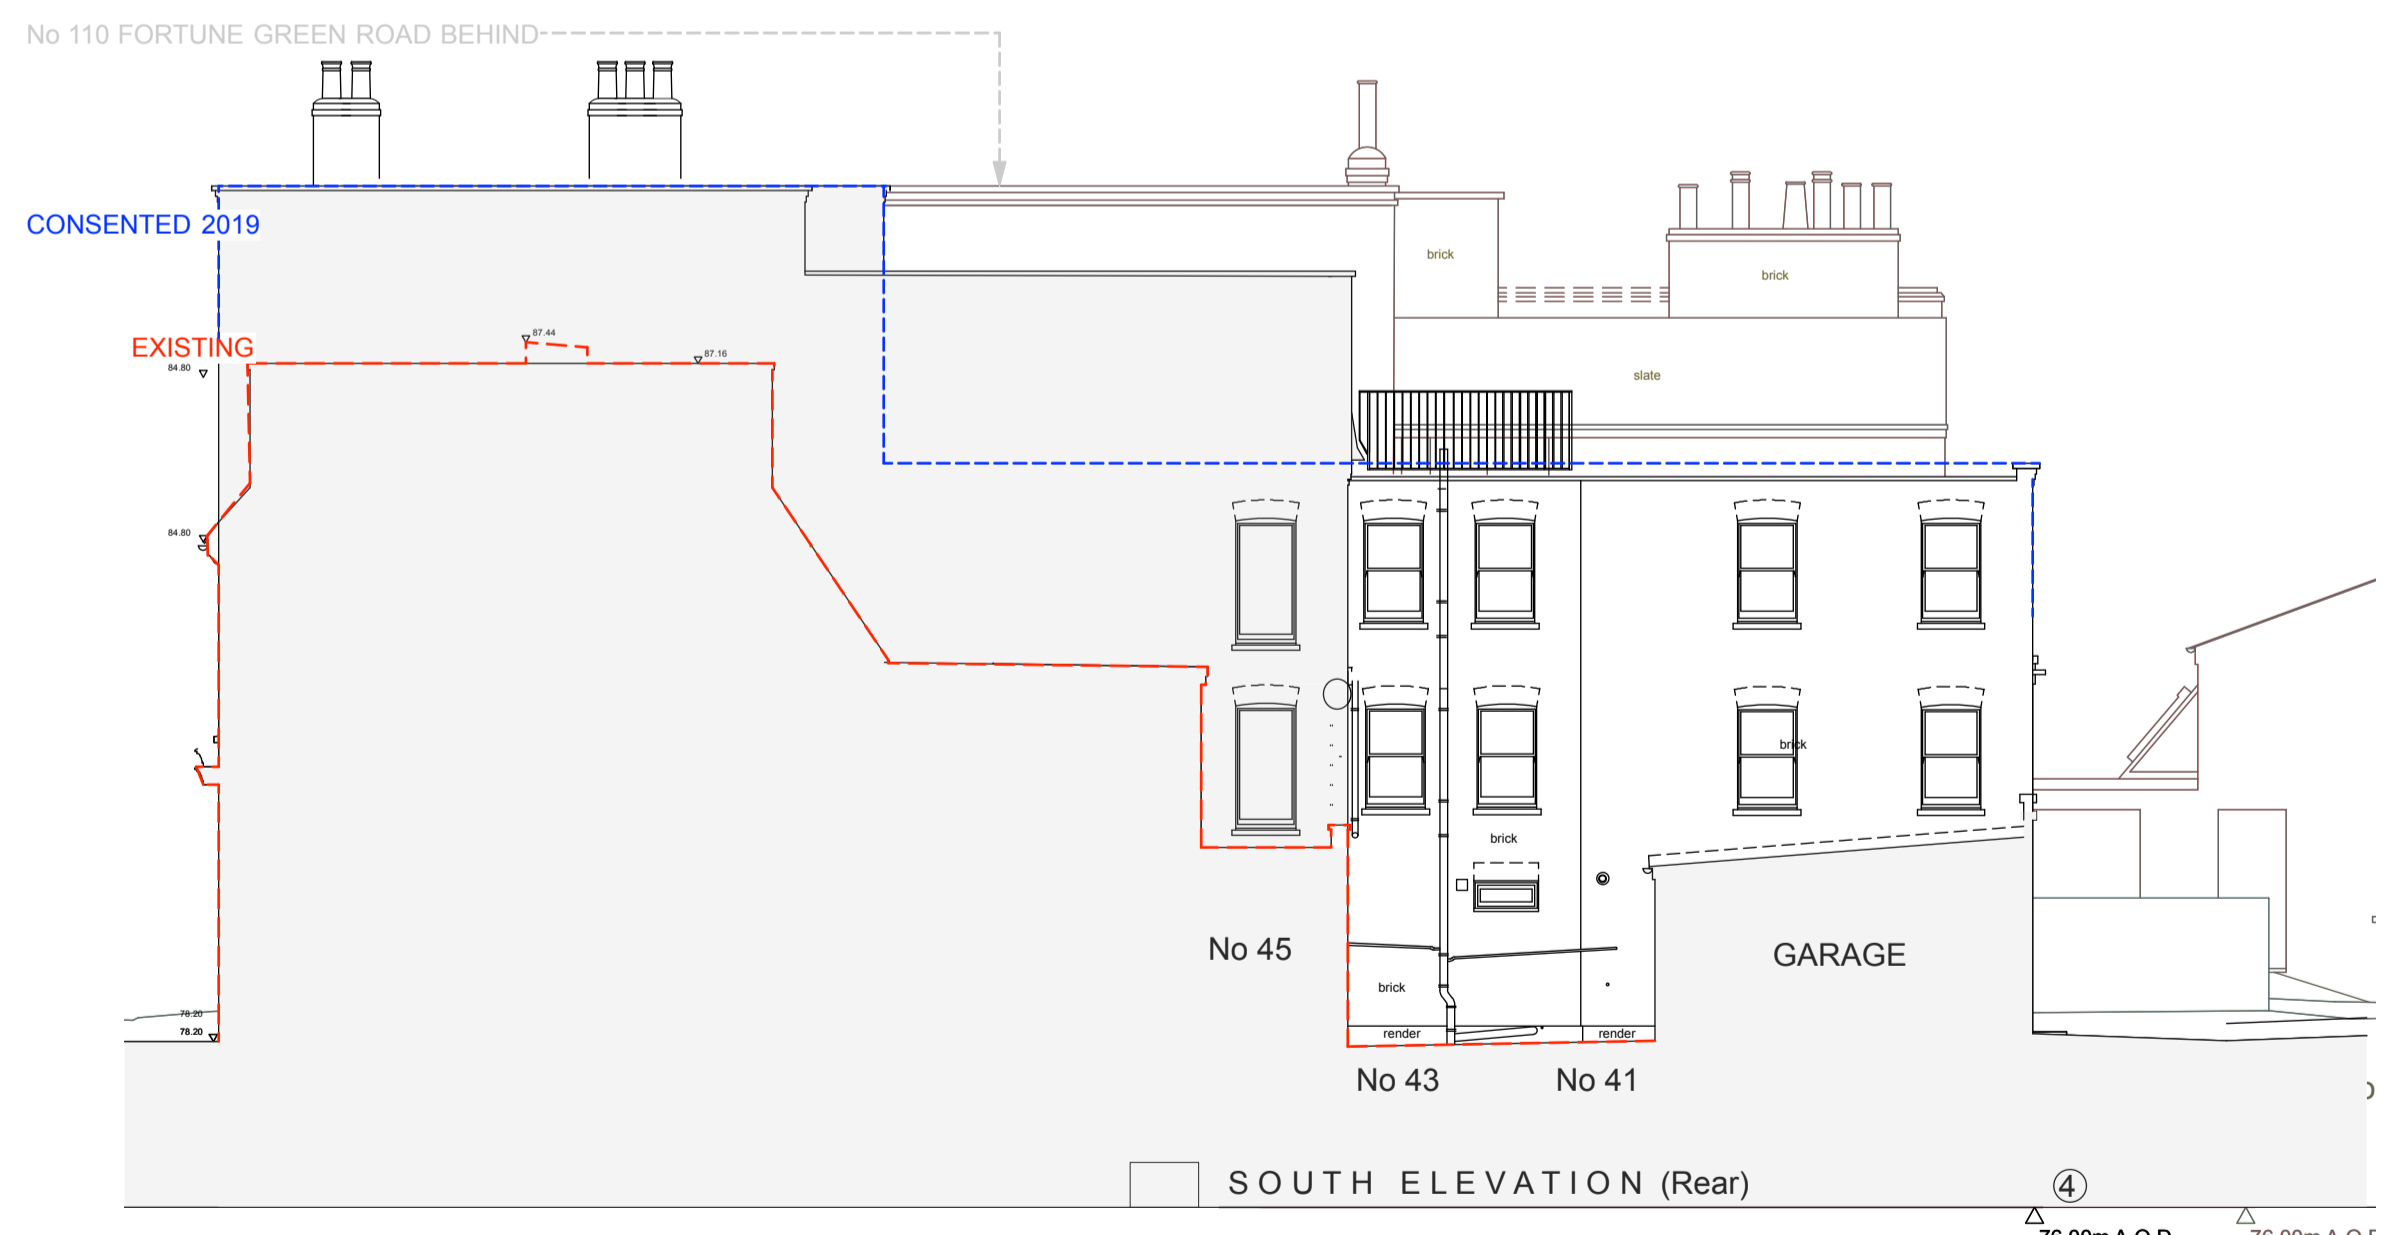 No 110 FORTUNE GREEN ROAD BEHIND
CONSENTED 2019
brick
brick
EXISTING
87.44
87.16
84.80
slate
84.80
brick
brick
No 45
GARAGE
brick
78.20
78.20
render
render
No 43
No 41
SOUTH ELEVATION (Rear)
4